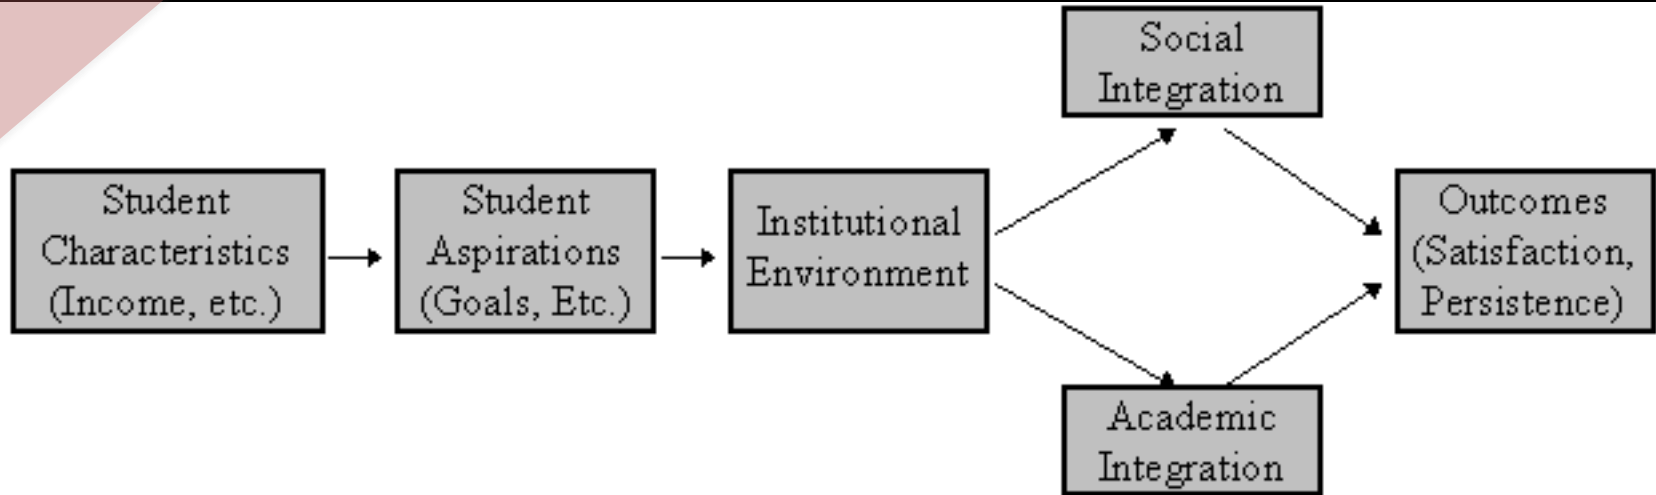 Student
Characteristics
(Income, etc.)
Student
Aspirations
(Goals, Etc.)
Institutional
Environment
Social
Integration
Academic
Integration
Outcomes
(Satisfaction,
Persistence)